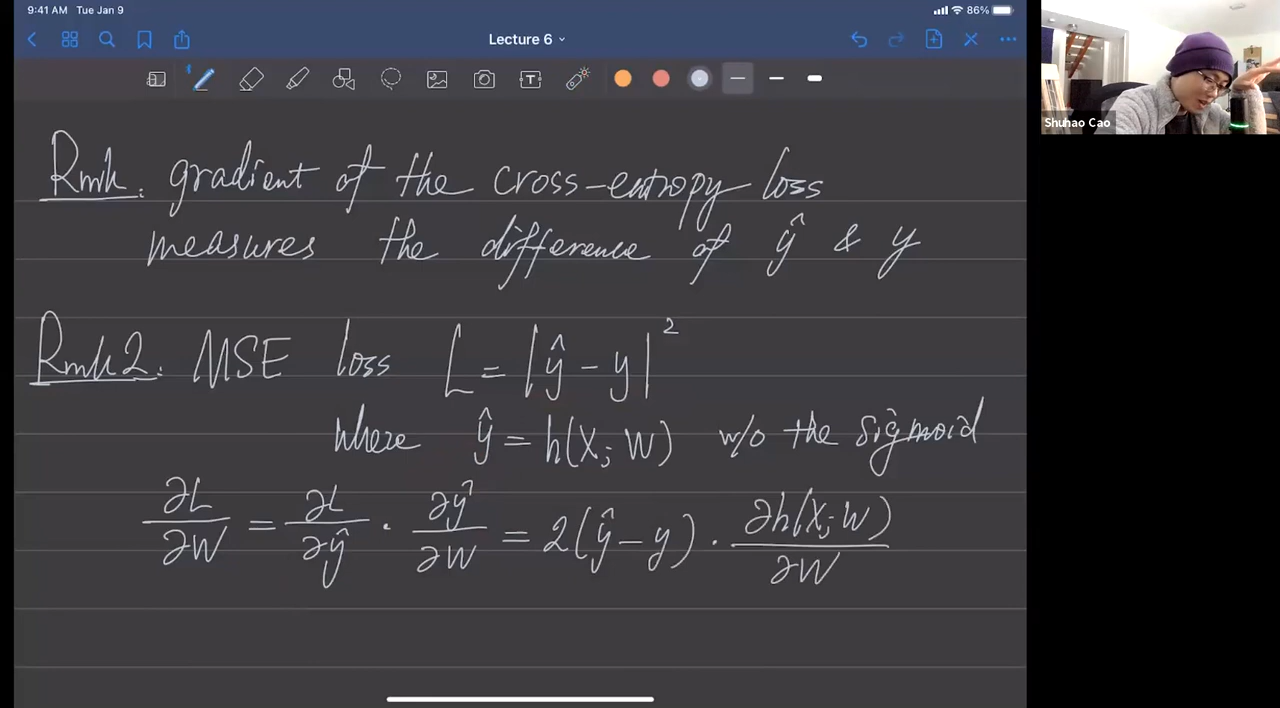 9:41 AM Tue Jan 9
86%
Lecture 6
Shuhao Cao
Rmk. gradient of the cross-entropy loss
measures the difference of ŷ & y
Rmk2. MSE loss L = |ŷ - y|²
where ŷ = h(X; W) w/o the sigmoid
∂L/∂W = ∂L/∂ŷ · ∂ŷ/∂W = 2(ŷ - y) · ∂h(X; W)/∂W